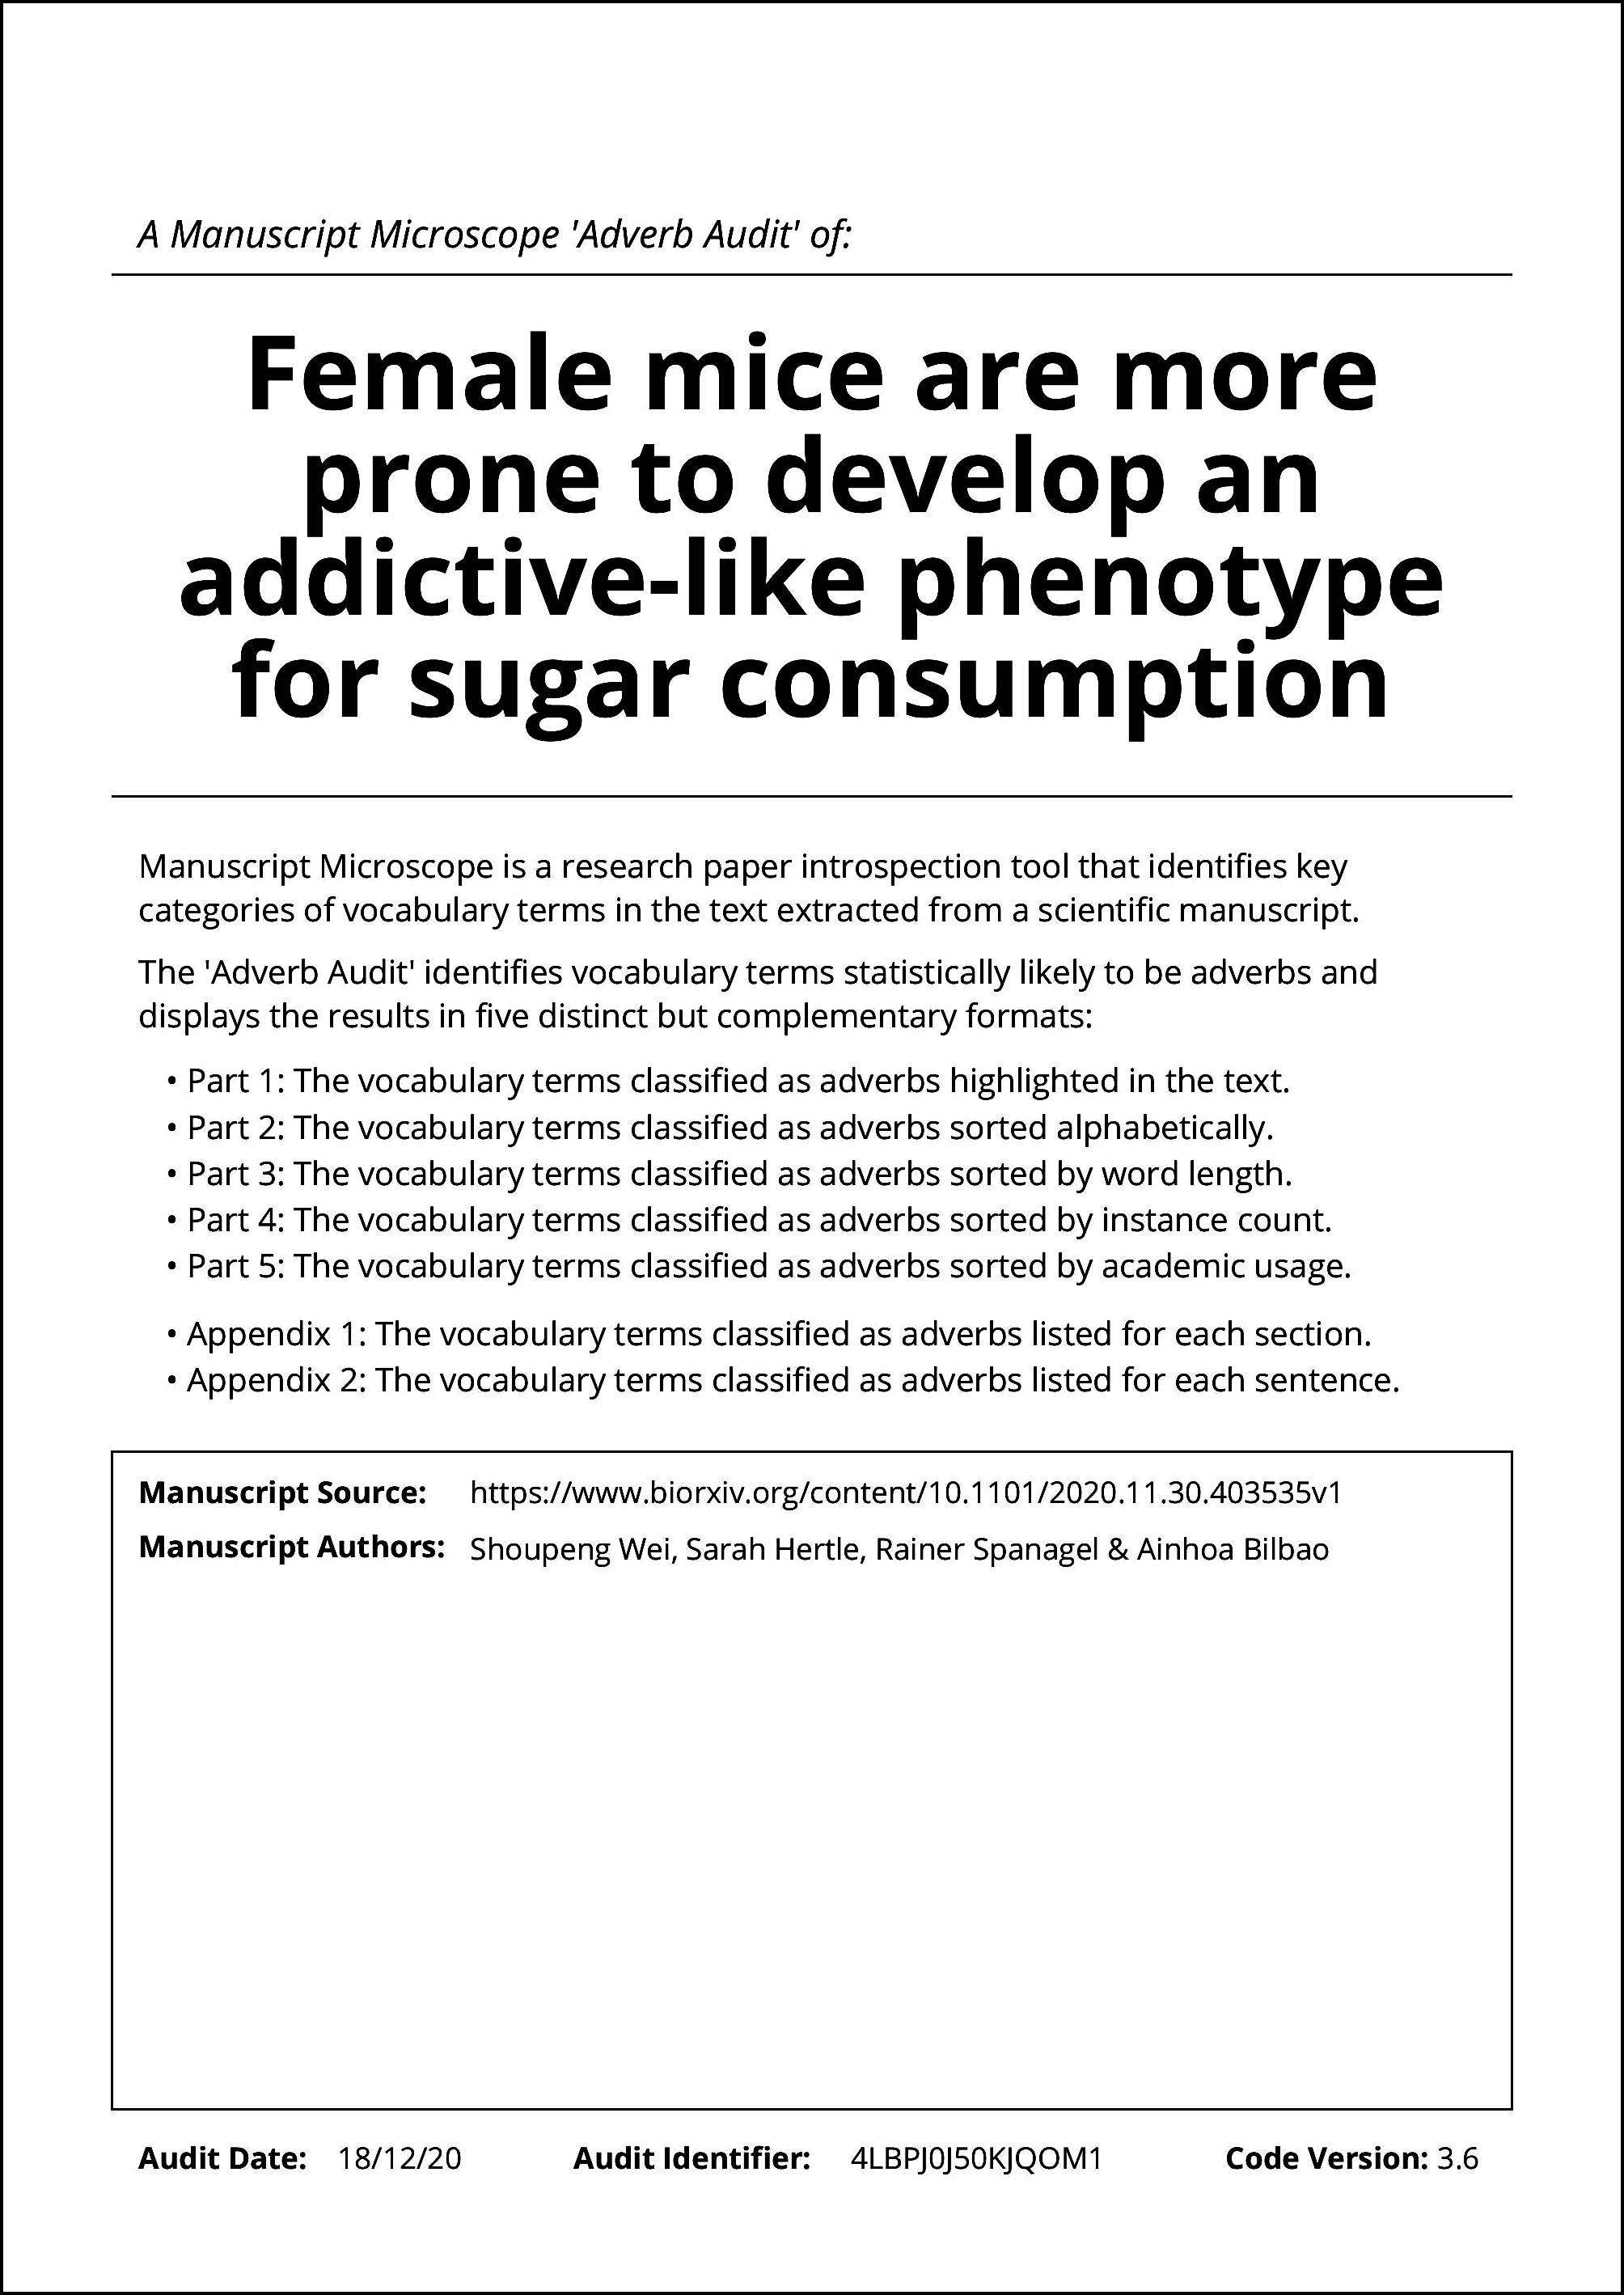 A Manuscript Microscope 'Adverb Audit' of:
Female mice are more
prone to develop an
addictive-like phenotype
for sugar consumption
Manuscript Microscope is a research paper introspection tool that identifies key
categories of vocabulary terms in the text extracted from a scientific manuscript.
The 'Adverb Audit' identifies vocabulary terms statistically likely to be adverbs and
displays the results in five distinct but complementary formats:
• Part 1: The vocabulary terms classified as adverbs highlighted in the text.
• Part 2: The vocabulary terms classified as adverbs sorted alphabetically.
• Part 3: The vocabulary terms classified as adverbs sorted by word length.
• Part 4: The vocabulary terms classified as adverbs sorted by instance count.
• Part 5: The vocabulary terms classified as adverbs sorted by academic usage.
• Appendix 1: The vocabulary terms classified as adverbs listed for each section.
• Appendix 2: The vocabulary terms classified as adverbs listed for each sentence.
Manuscript Source: https://www.biorxiv.org/content/10.1101/2020.11.30.403535v1
Manuscript Authors: Shoupeng Wei, Sarah Hertle, Rainer Spanagel & Ainhoa Bilbao
Audit Date: 18/12/20 Audit Identifier: 4LBPJ0J50KJQOM1 Code Version: 3.6